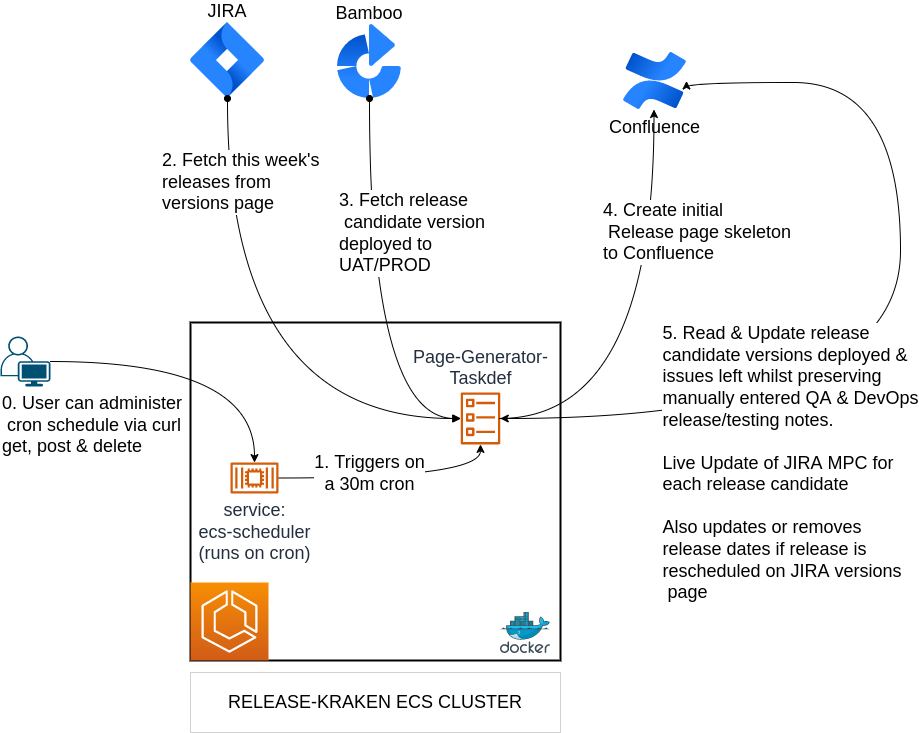 JIRA
Bamboo
Confluence
2. Fetch this week's
releases from
versions page
3. Fetch release
candidate version
deployed to
UAT/PROD
4. Create initial
Release page skeleton
to Confluence
5. Read & Update release
candidate versions deployed &
issues left whilst preserving
manually entered QA & DevOps
release/testing notes.
Live Update of JIRA MPC for
each release candidate
Also updates or removes
release dates if release is
rescheduled on JIRA versions
page
0. User can administer
cron schedule via curl
get, post & delete
Page-Generator-
Taskdef
1. Triggers on
a 30m cron
service:
ecs-scheduler
(runs on cron)
docker
RELEASE-KRAKEN ECS CLUSTER